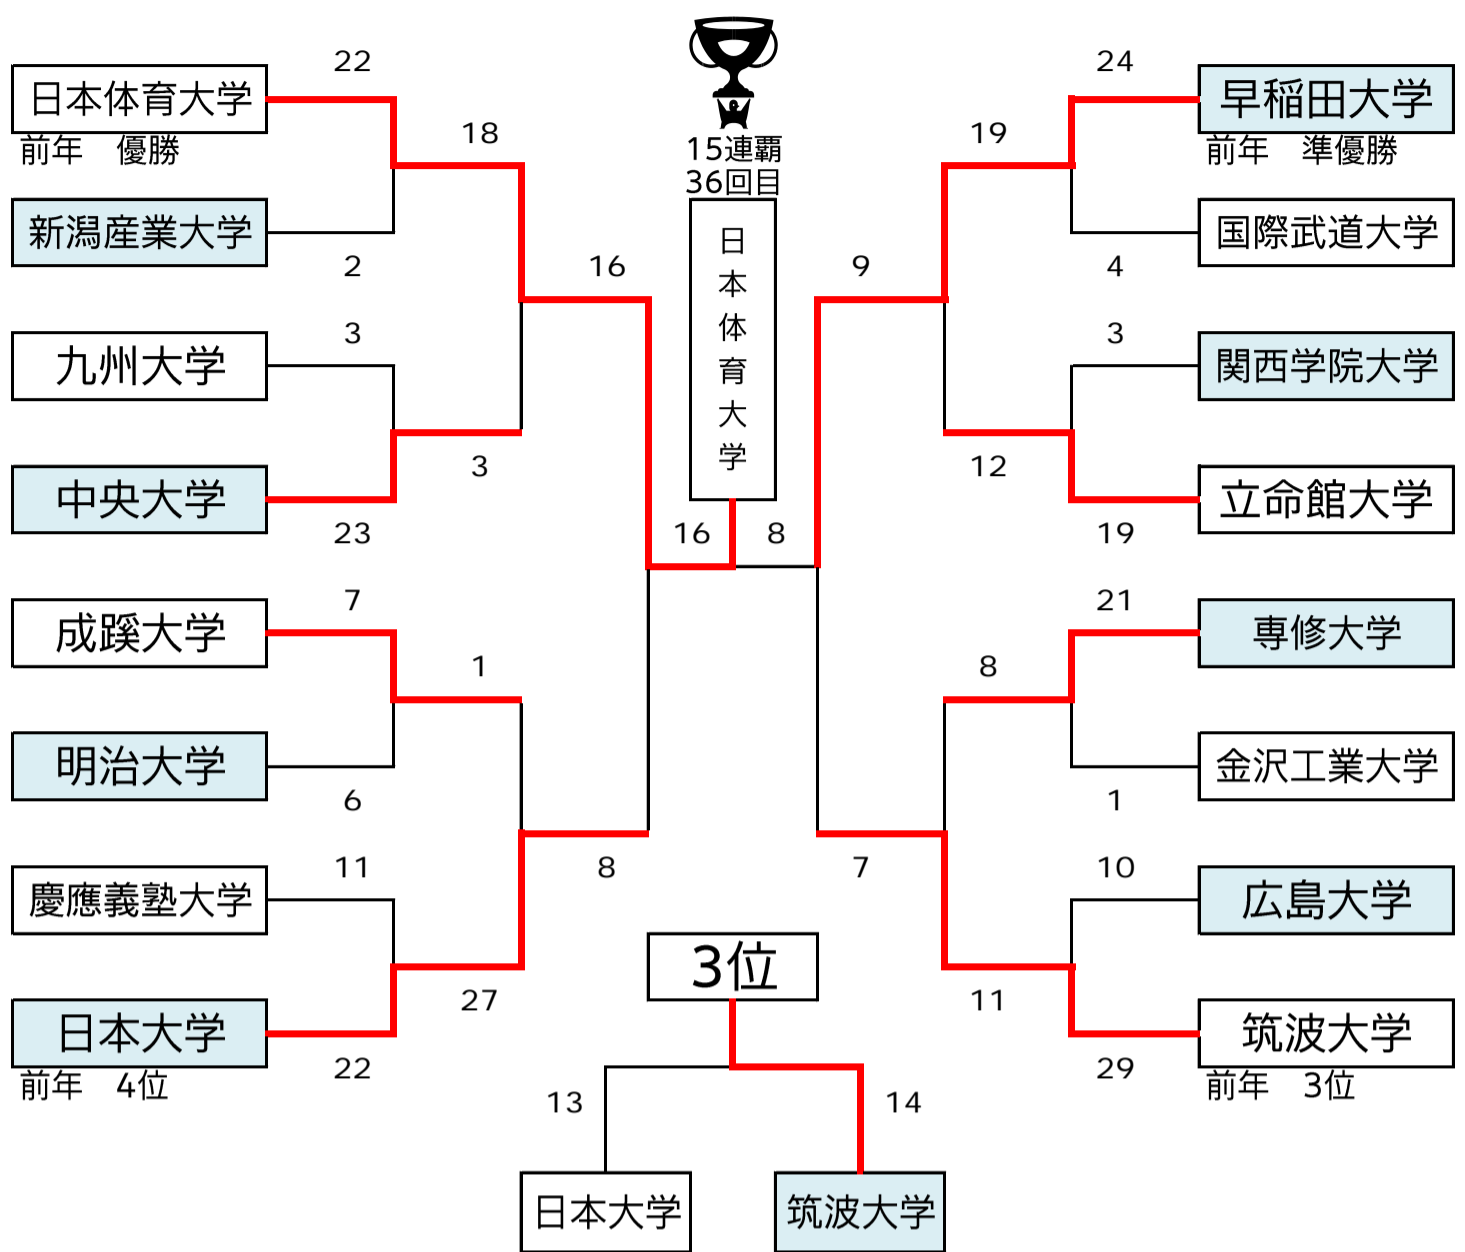 22
日本体育大学
前年　優勝
18
新潟産業大学
2
16
3
九州大学
3
中央大学
23
7
成蹊大学
1
明治大学
6
11
慶應義塾大学
8
27
日本大学
22
前年　4位
15連覇
36回目
日本体育大学
16
8
24
早稲田大学
前年　準優勝
19
国際武道大学
4
9
3
関西学院大学
12
立命館大学
19
21
専修大学
8
金沢工業大学
1
7
10
広島大学
11
筑波大学
29
前年　3位
3位
13
14
日本大学
筑波大学